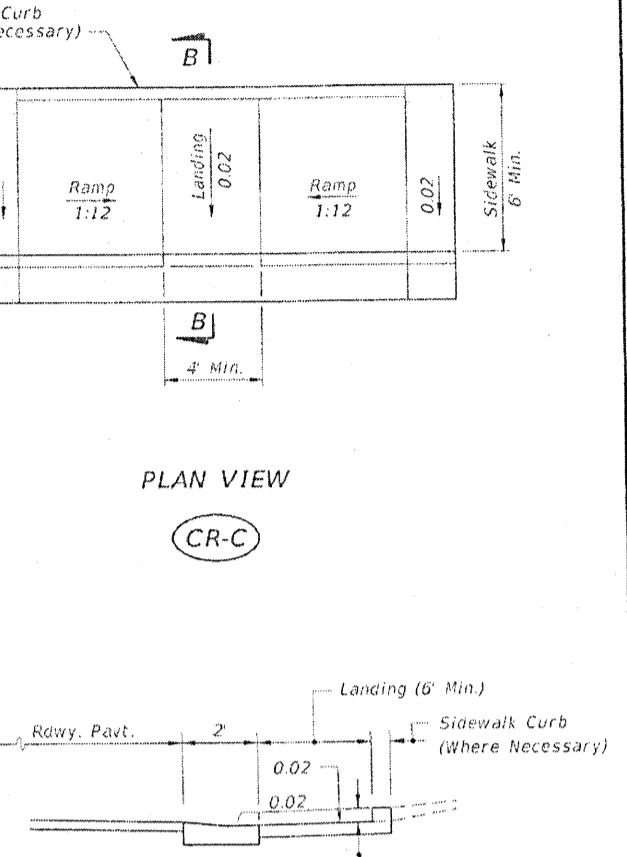 Curb
ecessary)
B
Landing
0.02
Ramp
1:12
Ramp
1:12
0.02
Sidewalk
6' Min.
B
4' Min.
PLAN VIEW
CR-C
Landing (6' Min.)
Rdwy. Pavt.
2'
Sidewalk Curb
(Where Necessary)
0.02
0.02